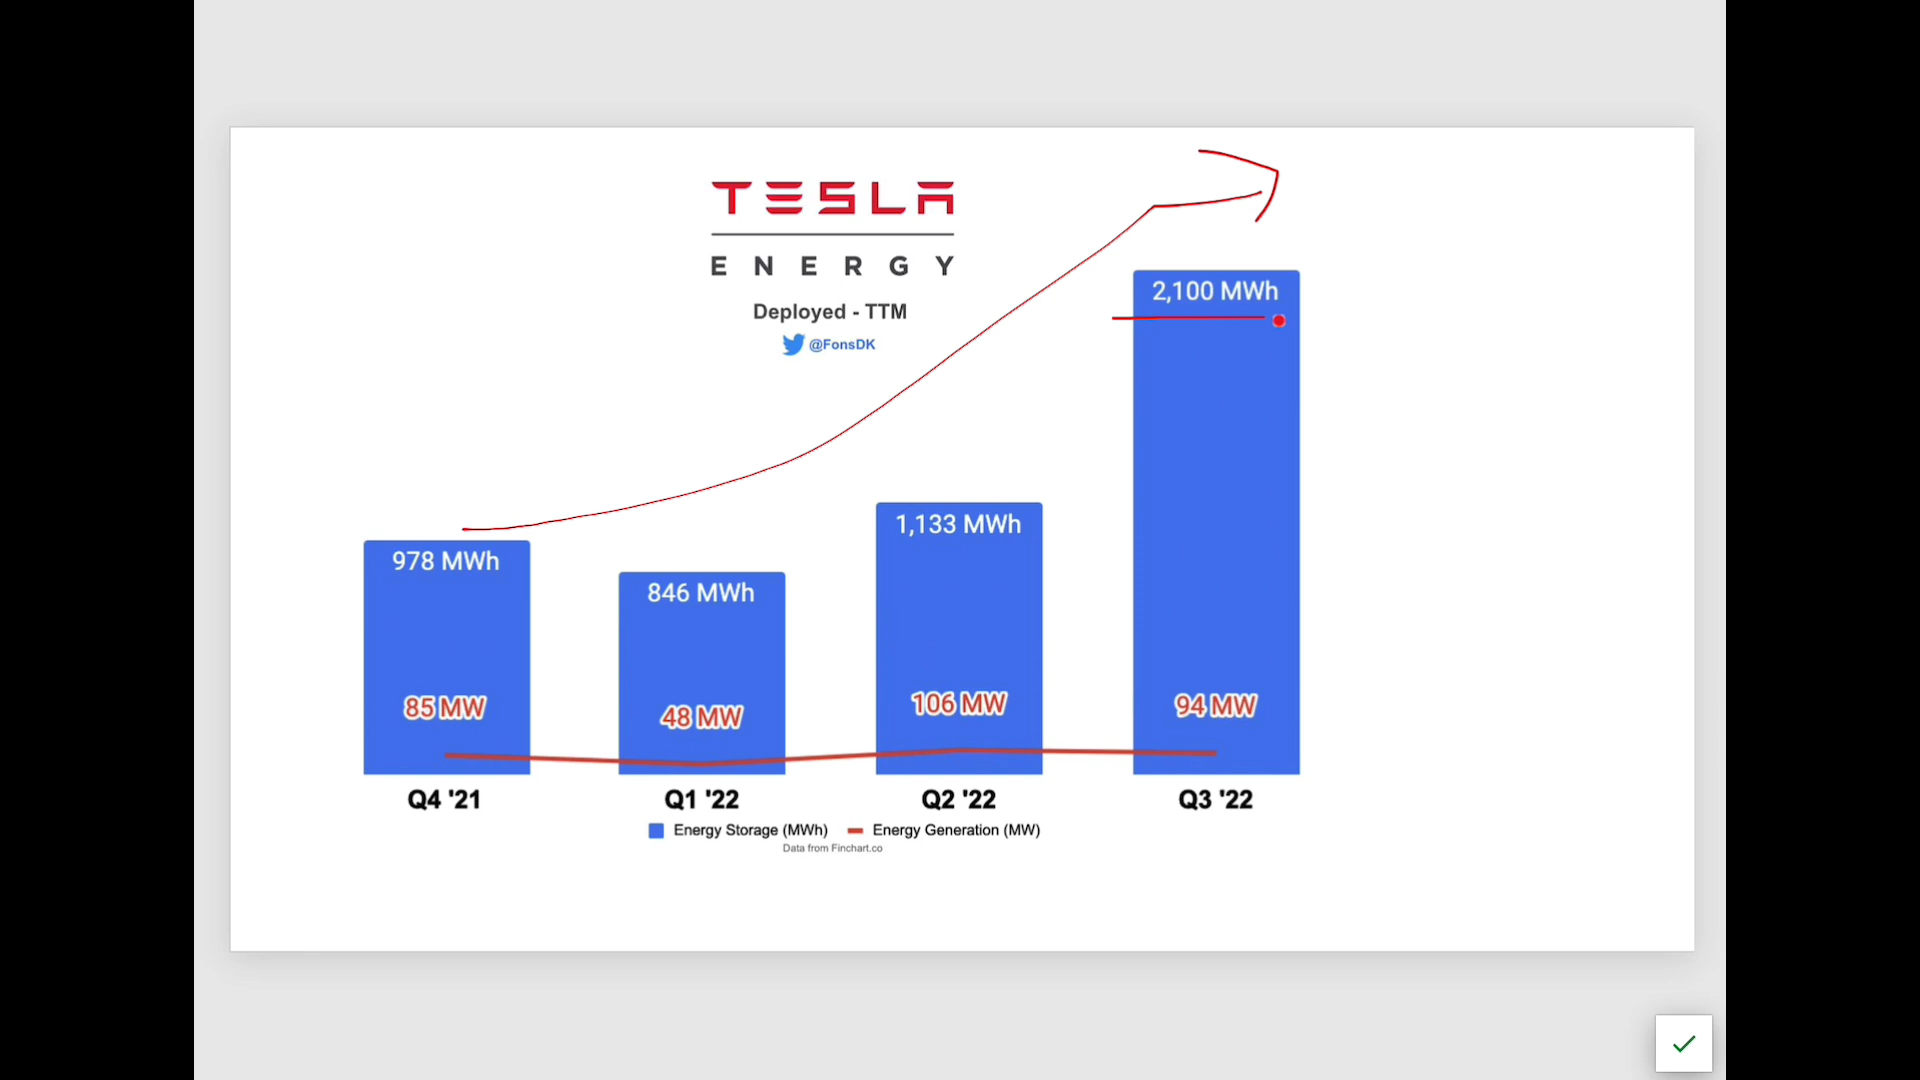 TESLA
ENERGY
Deployed - TTM
@FonsDK
2,100 MWh
1,133 MWh
978 MWh
846 MWh
85 MW
48 MW
106 MW
94 MW
Q4 '21
Q1 '22
Q2 '22
Q3 '22
Energy Storage (MWh)
Energy Generation (MW)
Data from Finchart.co